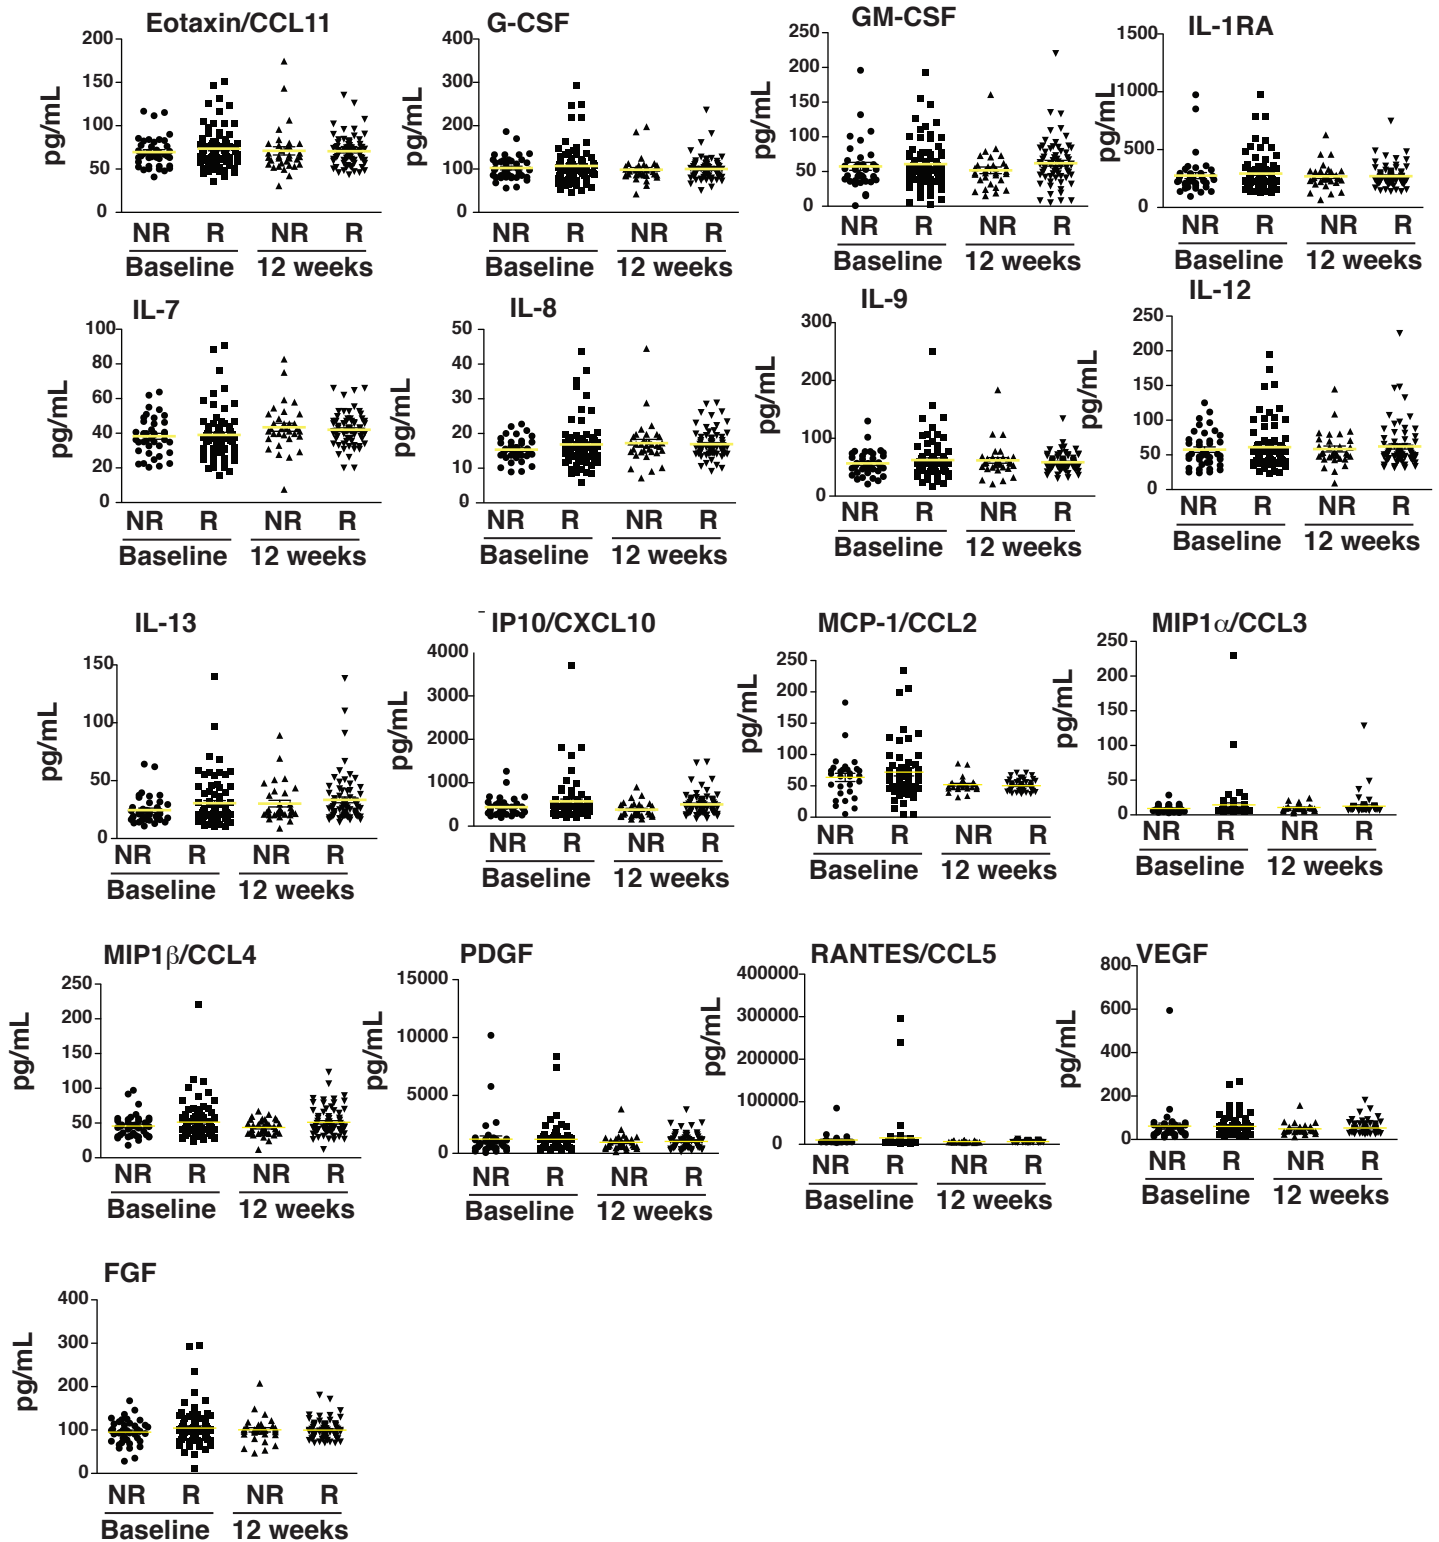 Eotaxin/CCL11
200
150
100
50
0
pg/mL
NR R NR R
Baseline 12 weeks
G-CSF
400
300
200
100
0
pg/mL
NR R NR R
Baseline 12 weeks
GM-CSF
250
200
150
100
50
0
pg/mL
NR R NR R
Baseline 12 weeks
IL-1RA
1500
1000
500
0
pg/mL
NR R NR R
Baseline 12 weeks
IL-7
100
80
60
40
20
0
pg/mL
NR R NR R
Baseline 12 weeks
IL-8
50
40
30
20
10
0
pg/mL
NR R NR R
Baseline 12 weeks
IL-9
300
200
100
0
pg/mL
NR R NR R
Baseline 12 weeks
IL-12
250
200
150
100
50
0
pg/mL
NR R NR R
Baseline 12 weeks
IL-13
150
100
50
0
pg/mL
NR R NR R
Baseline 12 weeks
IP10/CXCL10
4000
3000
2000
1000
0
pg/mL
NR R NR R
Baseline 12 weeks
MCP-1/CCL2
250
200
150
100
50
0
pg/mL
NR R NR R
Baseline 12 weeks
MIP1α/CCL3
250
200
150
100
50
0
pg/mL
NR R NR R
Baseline 12 weeks
MIP1β/CCL4
250
200
150
100
50
0
pg/mL
NR R NR R
Baseline 12 weeks
PDGF
15000
10000
5000
0
pg/mL
NR R NR R
Baseline 12 weeks
RANTES/CCL5
400000
300000
200000
100000
0
pg/mL
NR R NR R
Baseline 12 weeks
VEGF
800
600
400
200
0
pg/mL
NR R NR R
Baseline 12 weeks
FGF
400
300
200
100
0
pg/mL
NR R NR R
Baseline 12 weeks